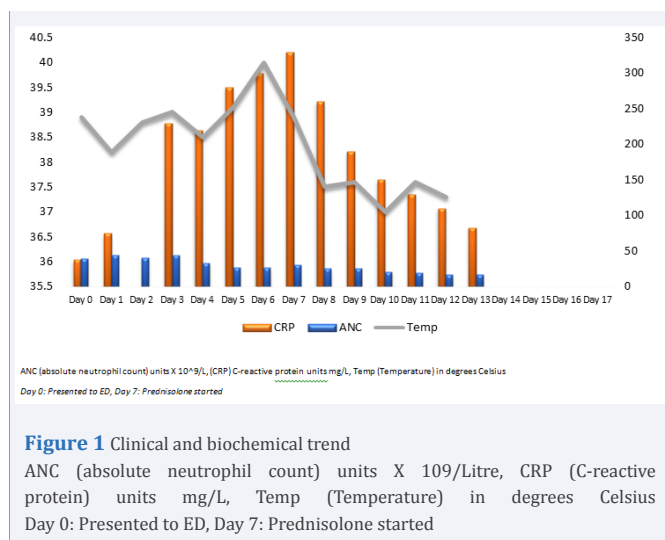 40.5
40
39.5
39
38.5
38
37.5
37
36.5
36
35.5
350
300
250
200
150
100
50
0
Day 0 Day 1 Day 2 Day 3 Day 4 Day 5 Day 6 Day 7 Day 8 Day 9 Day 10 Day 11 Day 12 Day 13 Day 14 Day 15 Day 16 Day 17
CRP ANC Temp
ANC (absolute neutrophil count) units X 10^9/L, (CRP) C-reactive protein units mg/L, Temp (Temperature) in degrees Celsius
Day 0: Presented to ED, Day 7: Prednisolone started
Figure 1 Clinical and biochemical trend
ANC (absolute neutrophil count) units X 109/Litre, CRP (C-reactive
protein) units mg/L, Temp (Temperature) in degrees Celsius
Day 0: Presented to ED, Day 7: Prednisolone started